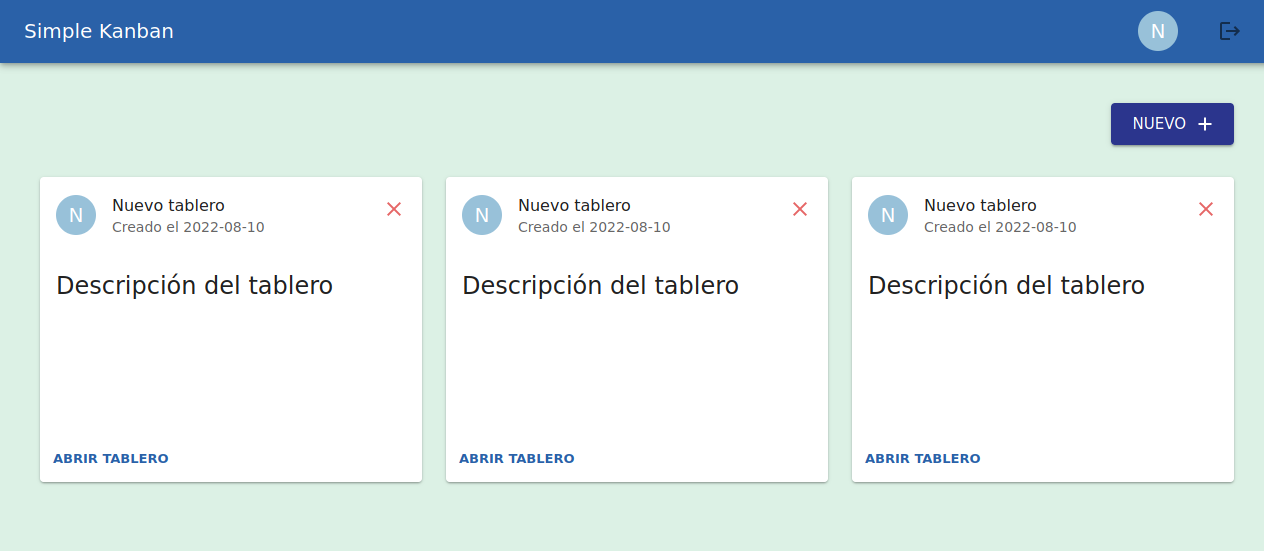 Simple Kanban
N
NUEVO
N
Nuevo tablero
Creado el 2022-08-10
Descripción del tablero
ABRIR TABLERO
N
Nuevo tablero
Creado el 2022-08-10
Descripción del tablero
ABRIR TABLERO
N
Nuevo tablero
Creado el 2022-08-10
Descripción del tablero
ABRIR TABLERO